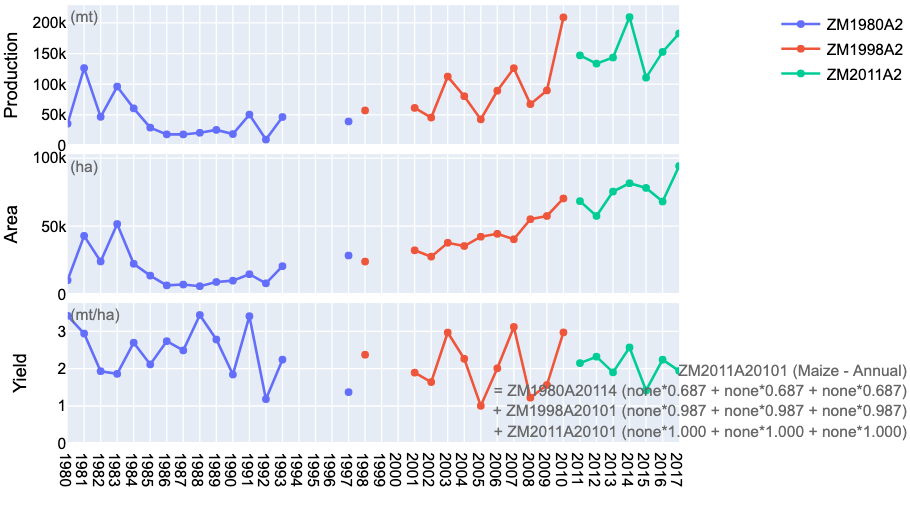 Production
(mt)
200k
150k
100k
50k
0
ZM1980A2
ZM1998A2
ZM2011A2
Area
(ha)
100k
50k
0
Yield
(mt/ha)
3
2
1
0
ZM2011A20101 (Maize - Annual)
= ZM1980A20114 (none*0.687 + none*0.687 + none*0.687)
+ ZM1998A20101 (none*0.987 + none*0.987 + none*0.987)
+ ZM2011A20101 (none*1.000 + none*1.000 + none*1.000)
1980
1981
1982
1983
1984
1985
1986
1987
1988
1989
1990
1991
1992
1993
1994
1995
1996
1997
1998
1999
2000
2001
2002
2003
2004
2005
2006
2007
2008
2009
2010
2011
2012
2013
2014
2015
2016
2017